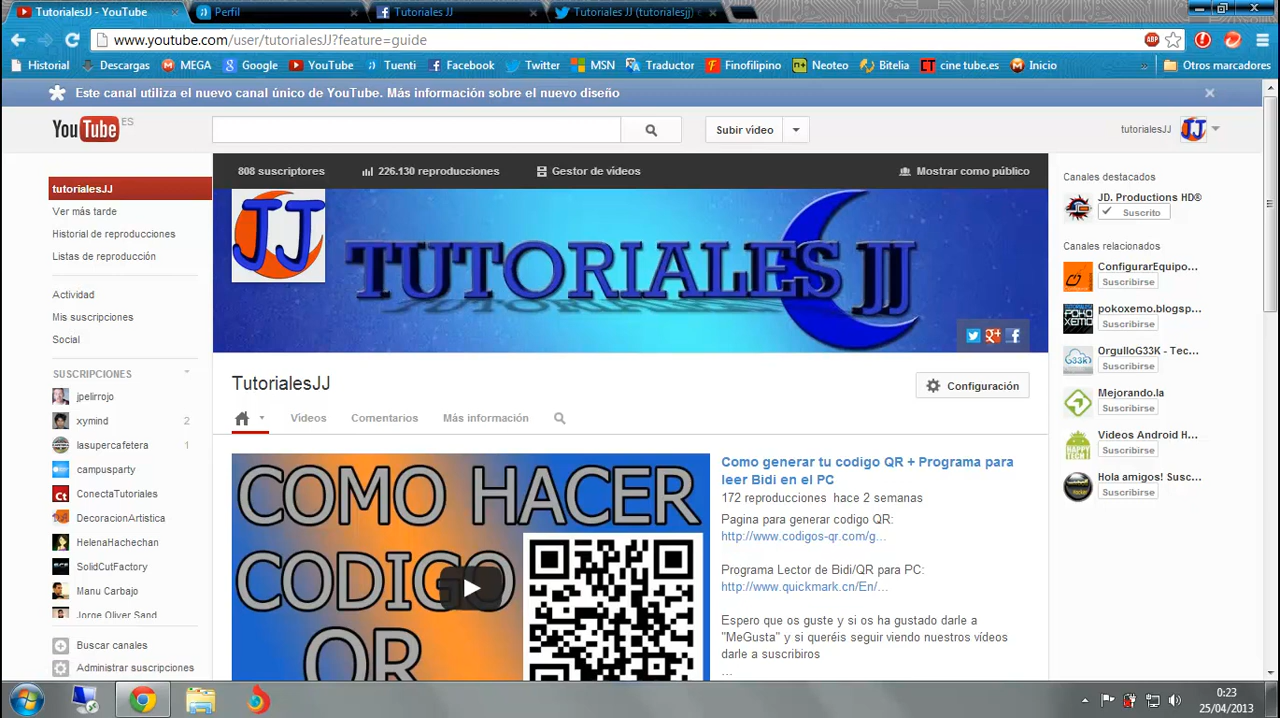 TutorialesJJ - YouTube
Perfil
Tutoriales JJ
Tutoriales JJ (tutorialesjj)
www.youtube.com/user/tutorialesJJ?feature=guide
ABP
Historial Descargas MEGA Google YouTube Tuenti Facebook Twitter MSN Traductor Finofilipino Neoteo Bitelia cine tube.es Inicio » Otros marcadores
Este canal utiliza el nuevo canal único de YouTube. Más información sobre el nuevo diseño
YouTube ES
Subir vídeo
tutorialesJJ
JJ
808 suscriptores 226.130 reproducciones Gestor de vídeos Mostrar como público
tutorialesJJ
Ver más tarde
Historial de reproducciones
Listas de reproducción
Actividad
Mis suscripciones
Social
SUSCRIPCIONES
jpelirrojo
xymind 2
lasupercafetera 1
campusparty
ConectaTutoriales
DecoracionArtistica
HelenaHachechan
SolidCutFactory
Manu Carbajo
Jorge Oliver Sand
Buscar canales
Administrar suscripciones
JJ
TUTORIALES JJ
TutorialesJJ
Configuración
Videos Comentarios Más información
COMO HACER
CODIGO
QR
Como generar tu codigo QR + Programa para
leer Bidi en el PC
172 reproducciones hace 2 semanas
Pagina para generar codigo QR:
http://www.codigos-qr.com/g...
Programa Lector de Bidi/QR para PC:
http://www.quickmark.cn/En/...
Espero que os guste y si os ha gustado darle a
"MeGusta" y si queréis seguir viendo nuestros vídeos
darle a suscribiros
...
Canales destacados
JD. Productions HD®
Suscrito
Canales relacionados
ConfigurarEquipo...
Suscribirse
pokoxemo.blogsp...
Suscribirse
OrgulloG33K - Tec...
Suscribirse
Mejorando.la
Suscribirse
Videos Android H...
Suscribirse
Hola amigos! Susc...
Suscribirse
0:23
25/04/2013